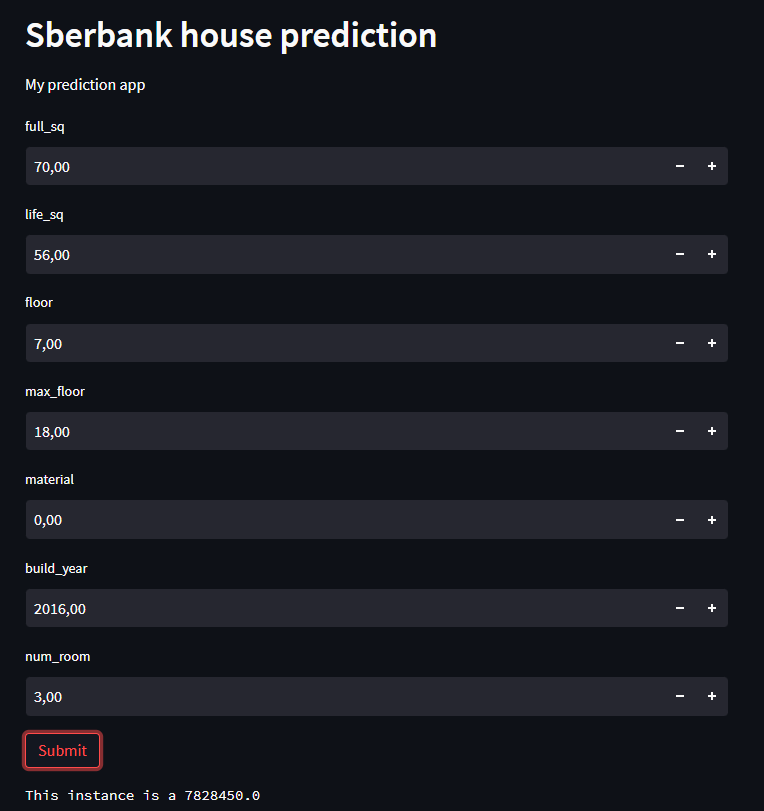 Sberbank house prediction
My prediction app
full_sq
70,00
life_sq
56,00
floor
7,00
max_floor
18,00
material
0,00
build_year
2016,00
num_room
3,00
Submit
This instance is a 7828450.0